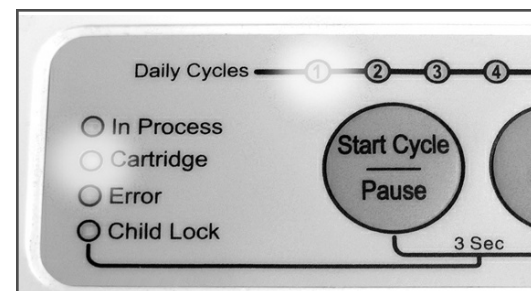 Daily Cycles 1 2 3 4
In Process
Cartridge
Error
Child Lock
Start Cycle
Pause
3 Sec